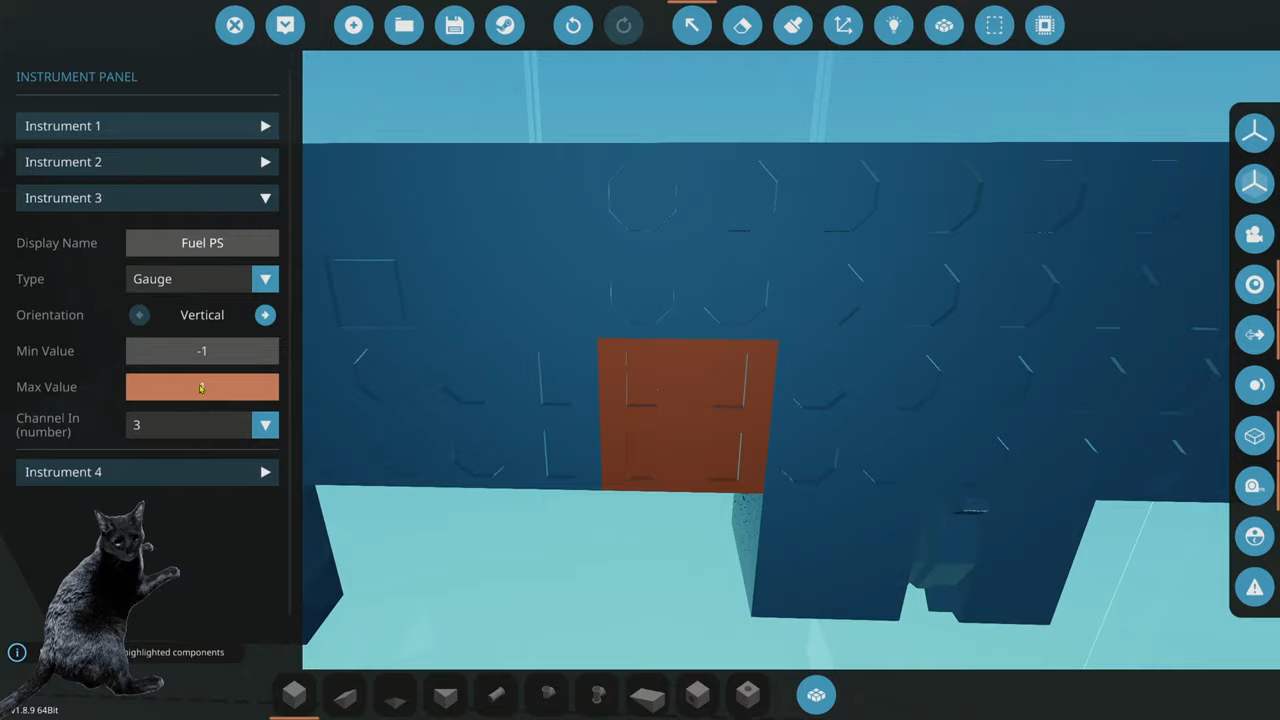 INSTRUMENT PANEL
Instrument 1
Instrument 2
Instrument 3
Display Name
Fuel PS
Type
Gauge
Orientation
Vertical
Min Value
-1
Max Value
Channel In
(number)
3
Instrument 4
highlighted components
v1.8.9 64Bit